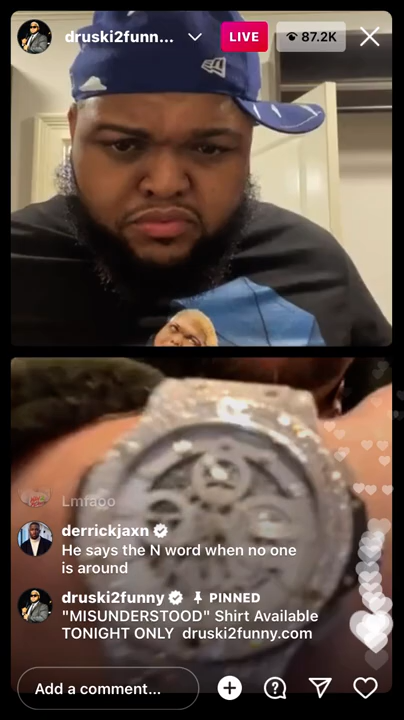 druski2funn...
LIVE
87.2K
Lmfaoo
derrickjaxn
He says the N word when no one
is around
druski2funny PINNED
"MISUNDERSTOOD" Shirt Available
TONIGHT ONLY druski2funny.com
Add a comment...